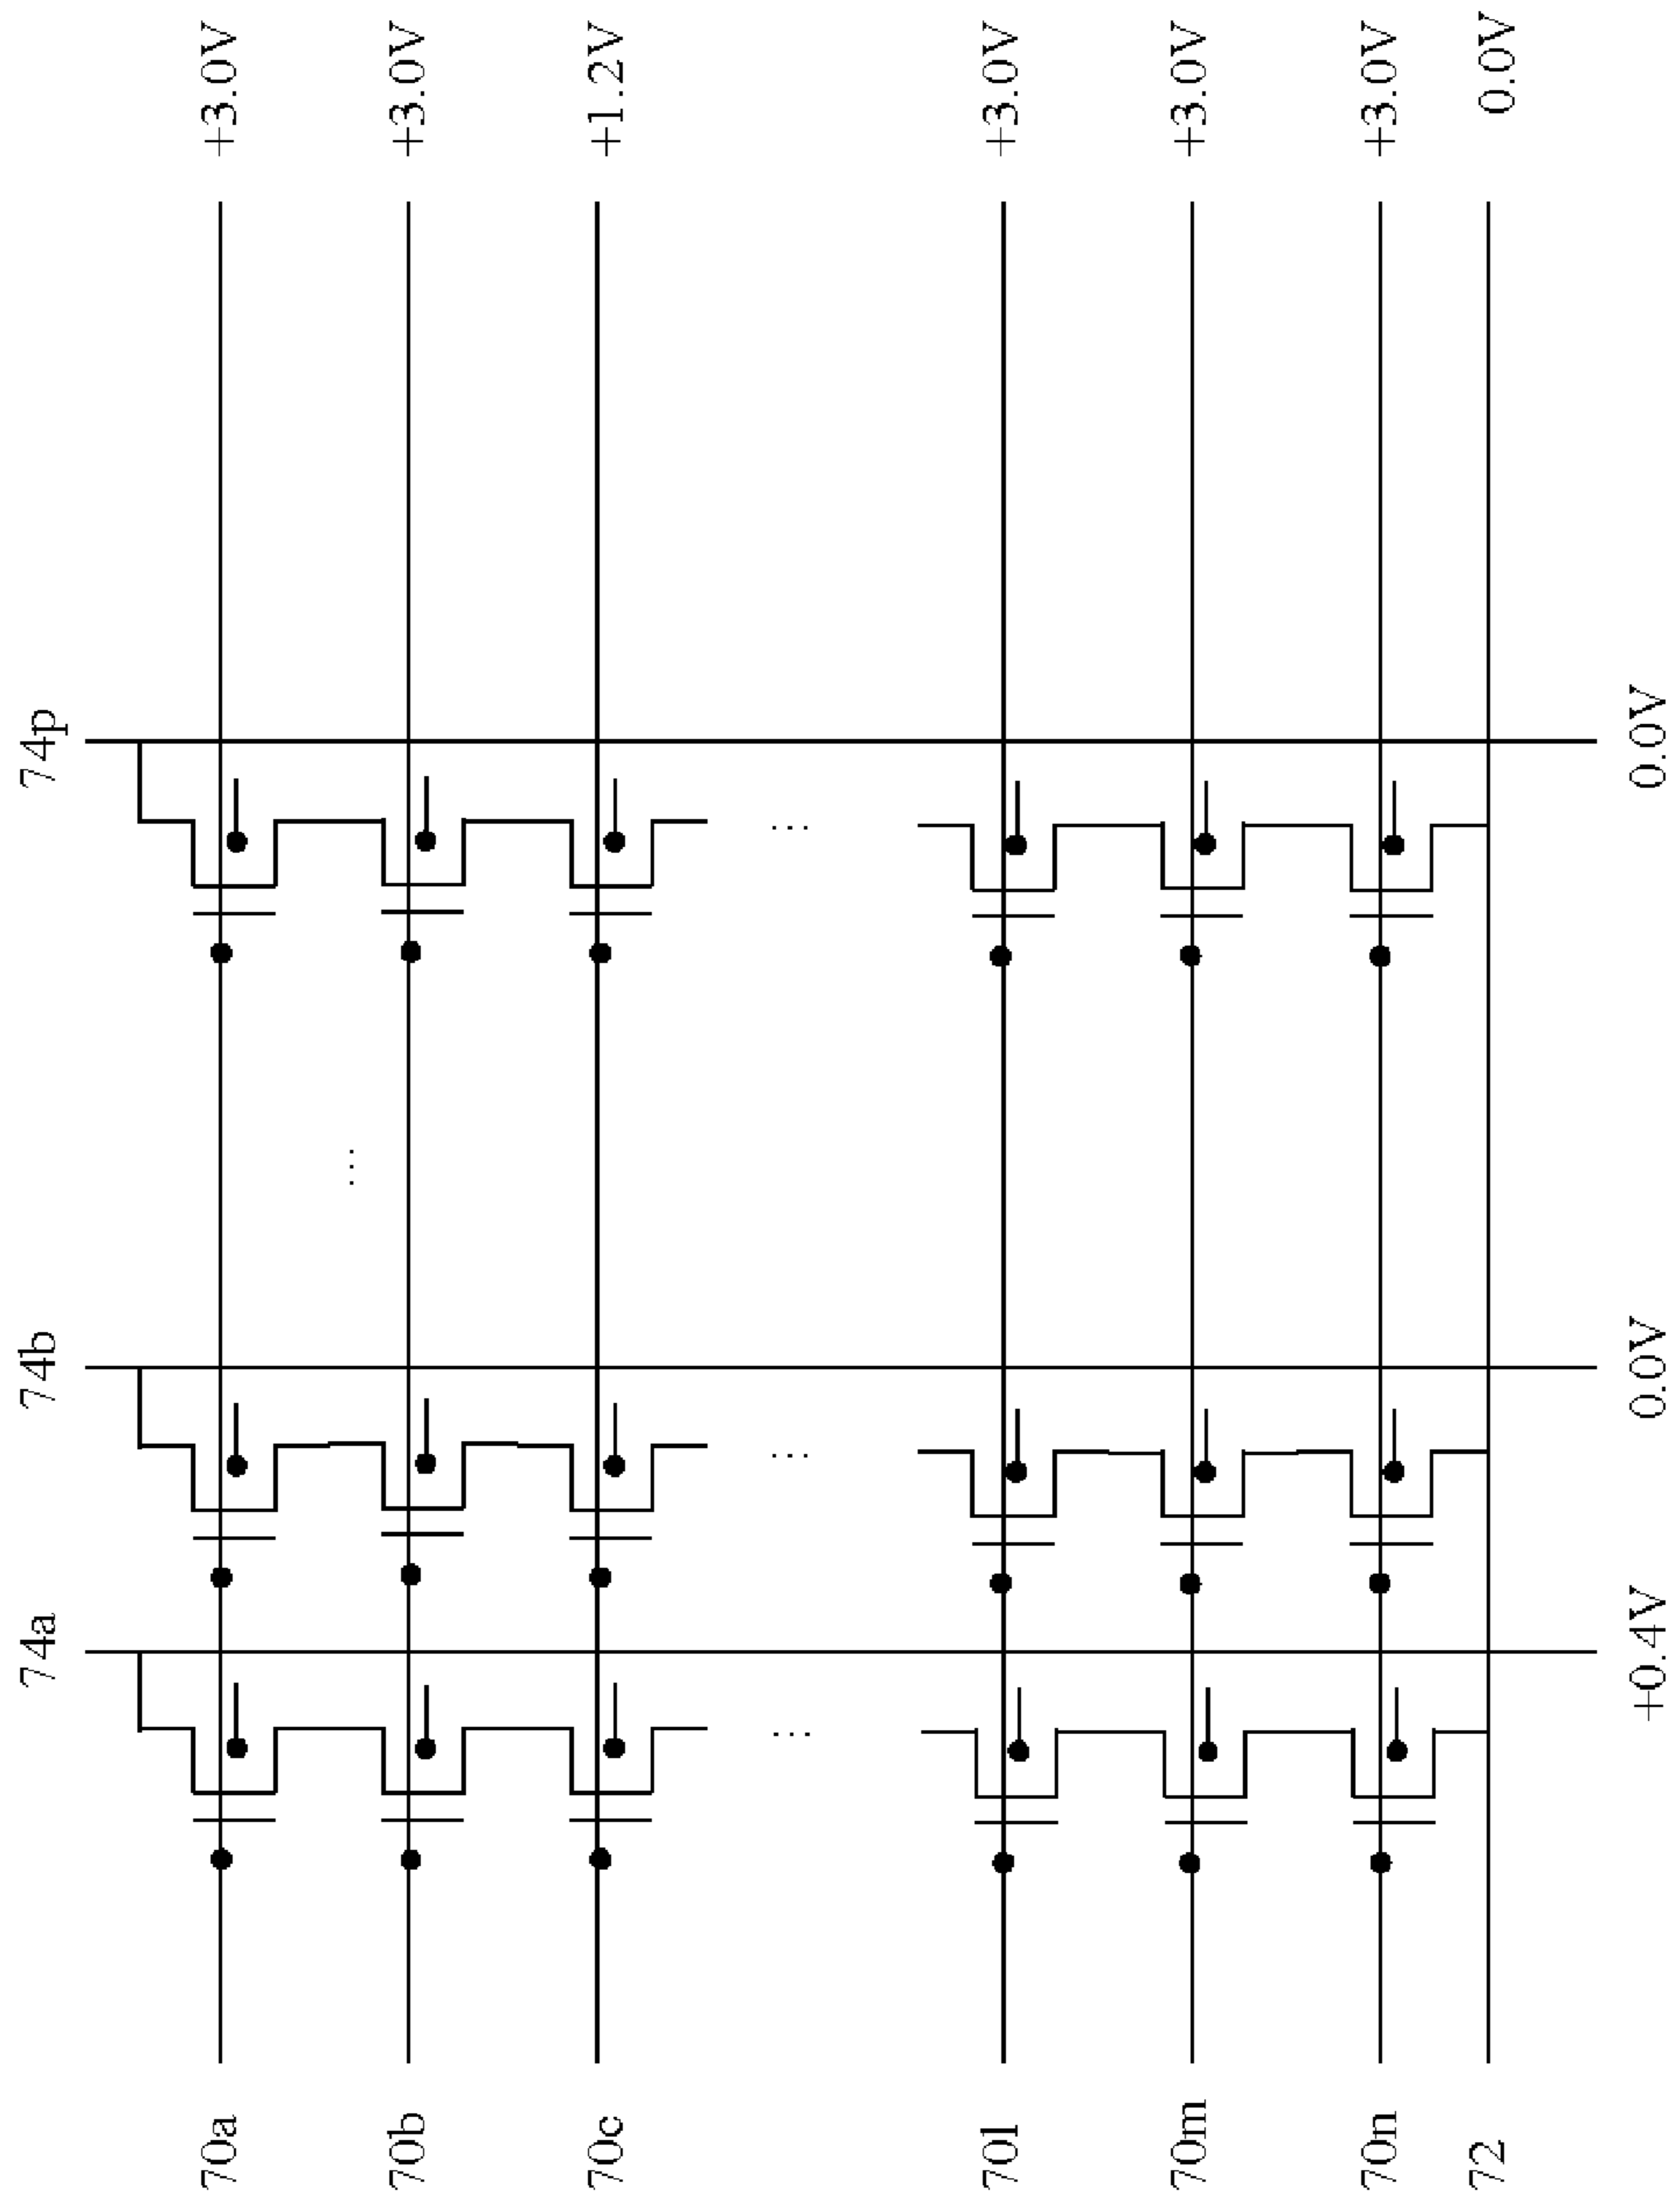 74a 74b 74p
70a +3.0V
70b +3.0V
70c +1.2V
70l +3.0V
70m +3.0V
70n +3.0V
72 0.0V
+0.4V 0.0V 0.0V